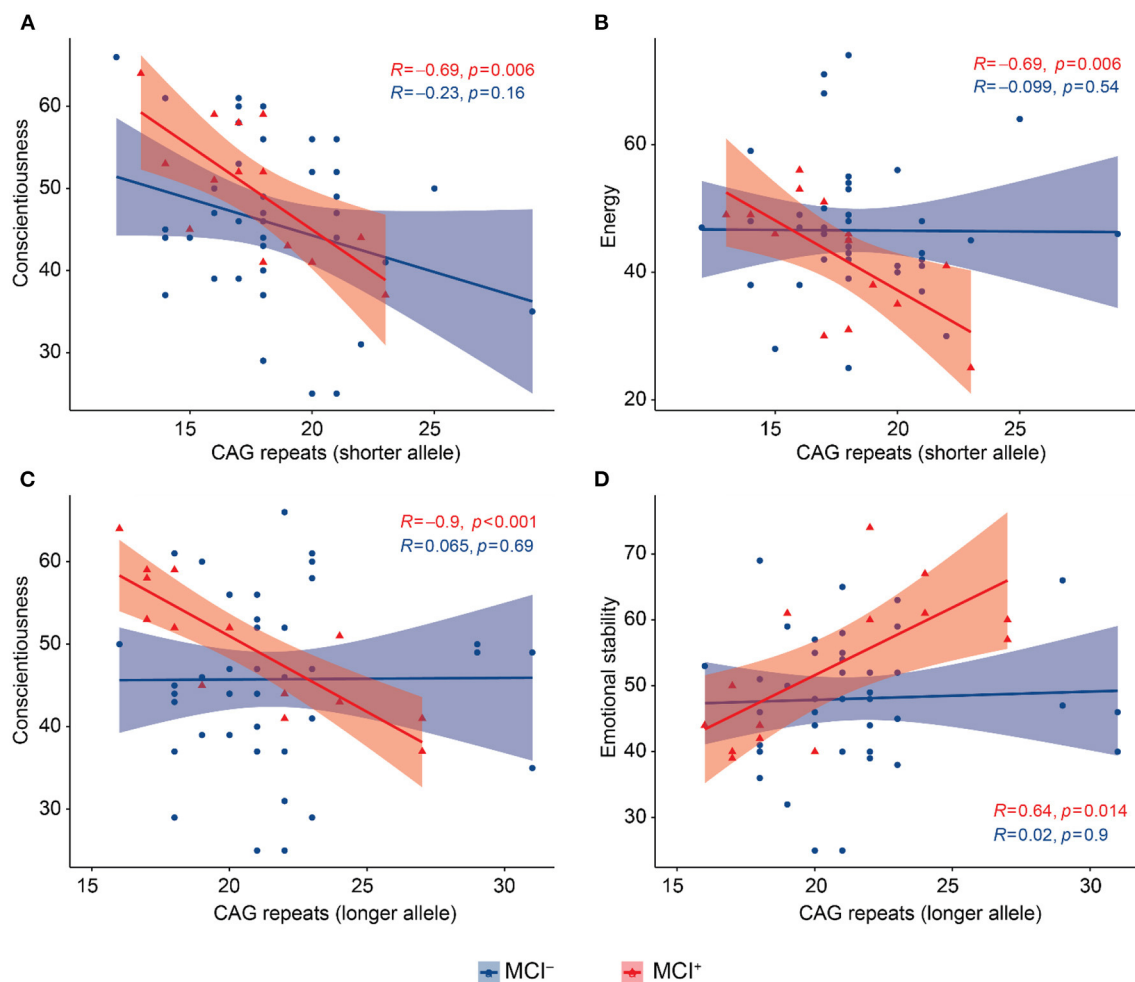 A
R=−0.69, p=0.006
R=−0.23, p=0.16
Conscientiousness
60
50
40
30
15
20
25
CAG repeats (shorter allele)
B
R=−0.69, p=0.006
R=−0.099, p=0.54
Energy
60
40
20
15
20
25
CAG repeats (shorter allele)
C
R=−0.9, p<0.001
R=0.065, p=0.69
Conscientiousness
60
50
40
30
15
20
25
30
CAG repeats (longer allele)
D
Emotional stability
70
60
50
40
30
R=0.64, p=0.014
R=0.02, p=0.9
15
20
25
30
CAG repeats (longer allele)
MCI⁻
MCI⁺